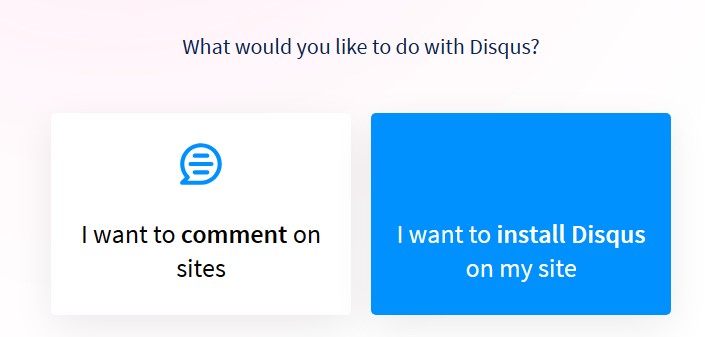 What would you like to do with Disqus?
I want to comment on
sites
I want to install Disqus
on my site